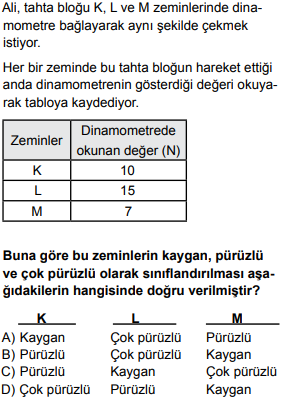 Ali, tahta bloğu K, L ve M zeminlerinde dina-
mometre bağlayarak aynı şekilde çekmek
istiyor.
Her bir zeminde bu tahta bloğun hareket ettiği
anda dinamometrenin gösterdiği değeri okuya-
rak tabloya kaydediyor.
Zeminler Dinamometrede
okunan değer (N)
K 10
L 15
M 7
Buna göre bu zeminlerin kaygan, pürüzlü
ve çok pürüzlü olarak sınıflandırılması aşa-
ğıdakilerin hangisinde doğru verilmiştir?
K L M
A) Kaygan Çok pürüzlü Pürüzlü
B) Pürüzlü Çok pürüzlü Kaygan
C) Pürüzlü Kaygan Çok pürüzlü
D) Çok pürüzlü Pürüzlü Kaygan